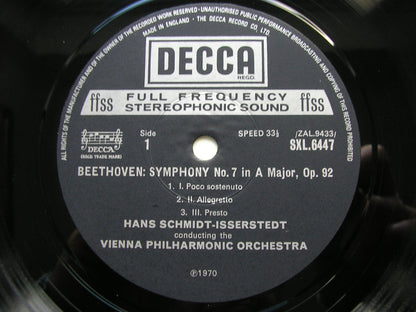 ALL RIGHTS OF THE MANUFACTURER AND OF THE OWNER OF THE RECORDED WORK RESERVED · UNAUTHORISED PUBLIC PERFORMANCE BROADCASTING AND COPYING OF THIS RECORD PROHIBITED
MADE IN ENGLAND · THE DECCA RECORD CO. LTD.
DECCA
REGD.
ffss FULL FREQUENCY STEREOPHONIC SOUND ffss
DECCA
(REGD. TRADE MARK)
Side 1
SPEED 33⅓
/ZAL.9433/
SXL.6447
BEETHOVEN: SYMPHONY No. 7 in A Major, Op. 92
1. I. Poco sostenuto
2. II. Allegretto
3. III. Presto
HANS SCHMIDT-ISSERSTEDT
conducting the
VIENNA PHILHARMONIC ORCHESTRA
℗1970